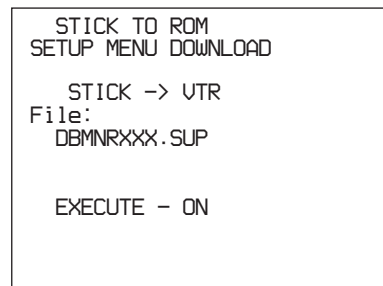 STICK TO ROM
SETUP MENU DOWNLOAD
STICK -> VTR
File:
DBMNRXXX.SUP
EXECUTE - ON